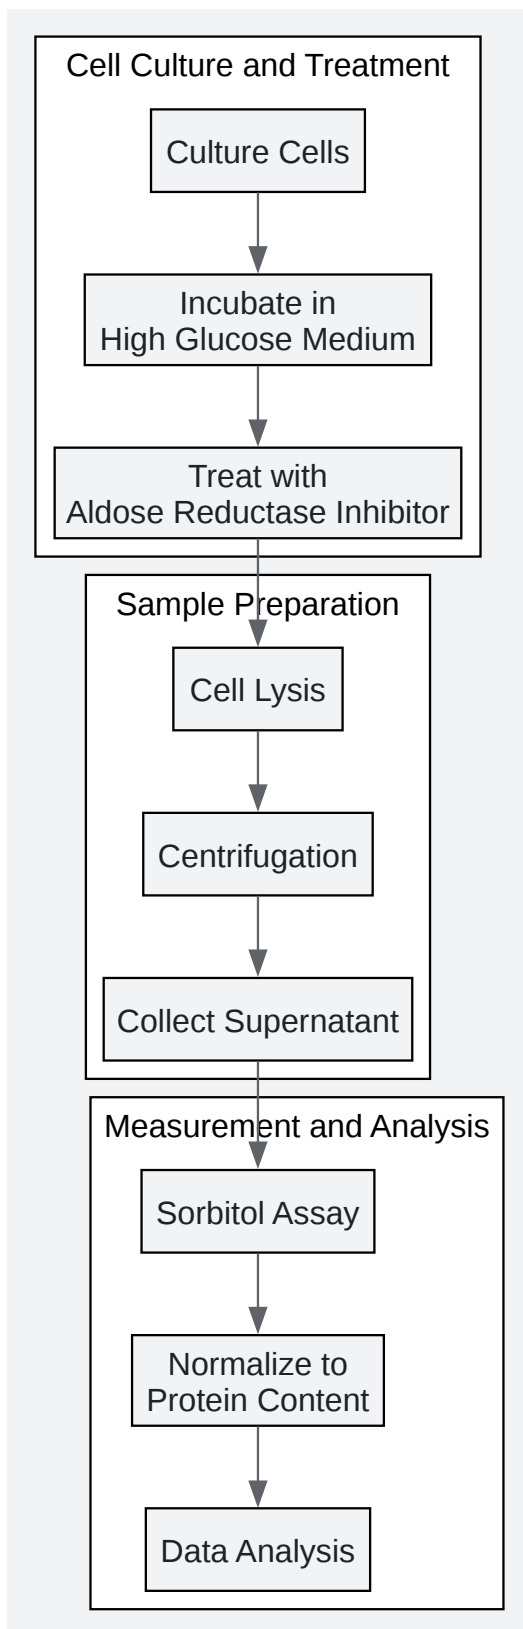 Cell Culture and Treatment
Culture Cells
Incubate in
High Glucose Medium
Treat with
Aldose Reductase Inhibitor
Sample Preparation
Cell Lysis
Centrifugation
Collect Supernatant
Measurement and Analysis
Sorbitol Assay
Normalize to
Protein Content
Data Analysis